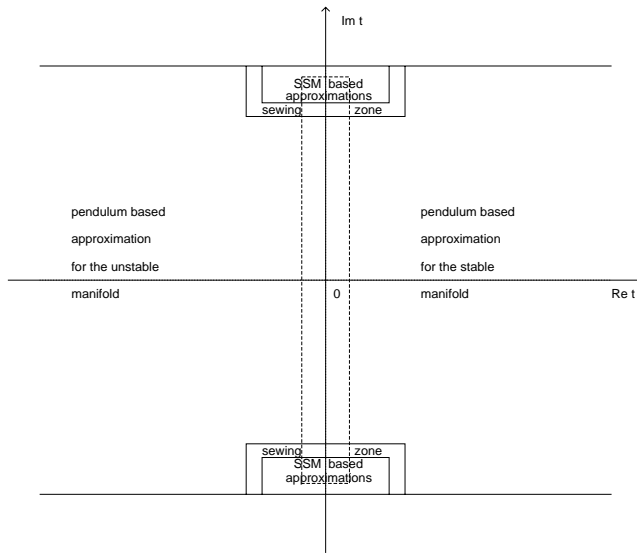 Im t
SSM based
approximations
sewing zone
pendulum based
approximation
for the unstable
manifold
pendulum based
approximation
for the stable
manifold
0
Re t
sewing zone
SSM based
approximations